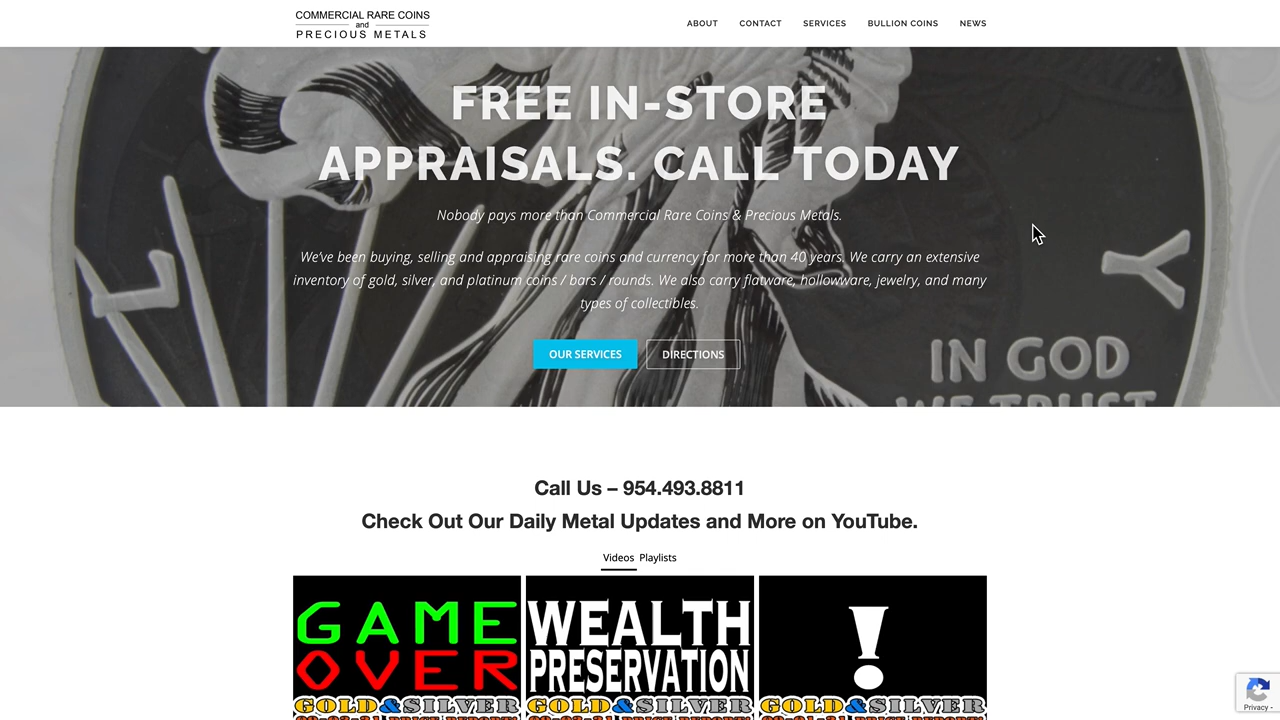 COMMERCIAL RARE COINS
and
PRECIOUS METALS
ABOUT CONTACT SERVICES BULLION COINS NEWS
FREE IN-STORE
APPRAISALS. CALL TODAY
Nobody pays more than Commercial Rare Coins & Precious Metals.
We've been buying, selling and appraising rare coins and currency for more than 40 years. We carry an extensive
inventory of gold, silver, and platinum coins / bars / rounds. We also carry flatware, hollowware, jewelry, and many
types of collectibles.
OUR SERVICES DIRECTIONS
L Y
IN GOD
WE TRUST
Call Us – 954.493.8811
Check Out Our Daily Metal Updates and More on YouTube.
Videos Playlists
GAME
OVER
GOLD&SILVER
WEALTH
PRESERVATION
GOLD&SILVER
!
GOLD&SILVER
Privacy -